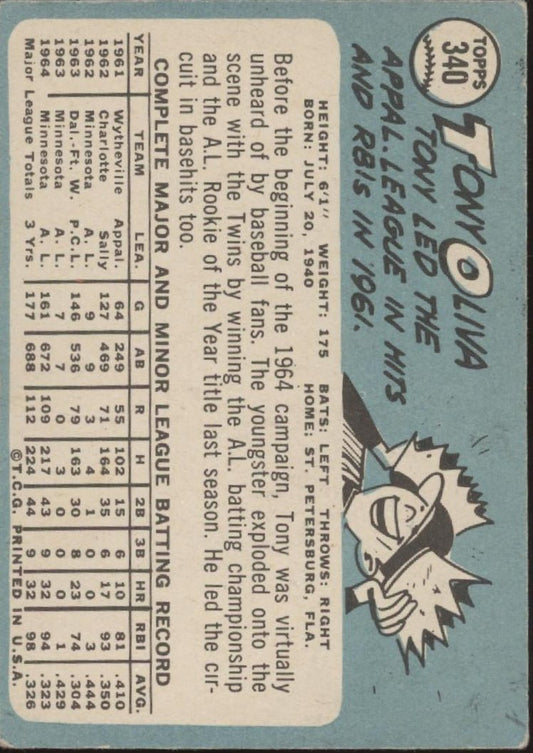 TOPPS
340
TONY OLIVA
TONY LED THE
APPAL. LEAGUE IN HITS
AND RBIS IN 1961.
HEIGHT: 6'1" WEIGHT: 175 BATS: LEFT THROWS: RIGHT
BORN: JULY 20, 1940 HOME: ST. PETERSBURG, FLA.
Before the beginning of the 1964 campaign, Tony was virtually
unheard of by baseball fans. The youngster exploded onto the
scene with the Twins by winning the A.L. batting championship
and the A.L. Rookie of the Year title last season. He led the cir-
cuit in basehits too.
COMPLETE MAJOR AND MINOR LEAGUE BATTING RECORD
YEAR TEAM LEA. G AB R H 2B 3B HR RBI AVG.
1961 Wytheville Appal. 64 249 55 102 15 6 10 81 .410
1962 Charlotte Sally 127 469 71 164 35 6 17 93 .350
1962 Minnesota A. L. 9 9 3 4 1 0 0 3 .444
1963 Dal.-Ft. W. P.C.L. 146 536 79 163 30 8 23 74 .304
1963 Minnesota A. L. 7 7 0 3 0 0 0 1 .429
1964 Minnesota A. L. 161 672 109 217 43 9 32 94 .323
Major League Totals 3 Yrs. 177 688 112 224 44 9 32 98 .326
©T.C.G. PRINTED IN U.S.A.